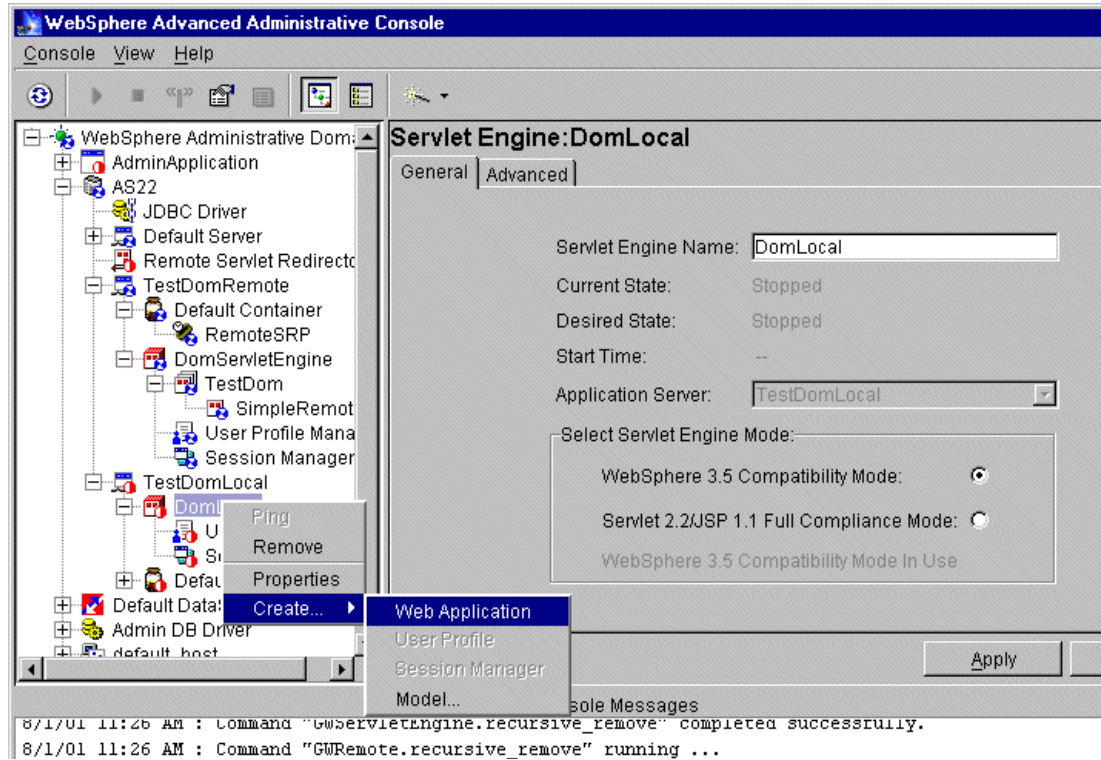 WebSphere Advanced Administrative Console
Console View Help
WebSphere Administrative Doma
AdminApplication
AS22
JDBC Driver
Default Server
Remote Servlet Redirecto
TestDomRemote
Default Container
RemoteSRP
DomServletEngine
TestDom
SimpleRemot
User Profile Mana
Session Manager
TestDomLocal
DomL
U
Se
Defau
Default Data
Admin DB Driver
default_host
Ping
Remove
Properties
Create...
Web Application
User Profile
Session Manager
Model...
Servlet Engine:DomLocal
General Advanced
Servlet Engine Name: DomLocal
Current State: Stopped
Desired State: Stopped
Start Time: --
Application Server: TestDomLocal
Select Servlet Engine Mode:
WebSphere 3.5 Compatibility Mode:
Servlet 2.2/JSP 1.1 Full Compliance Mode:
WebSphere 3.5 Compatibility Mode In Use
Apply
sole Messages
8/1/01 11:26 AM : Command "GWServletEngine.recursive_remove" completed successfully.
8/1/01 11:26 AM : Command "GWRemote.recursive_remove" running ...